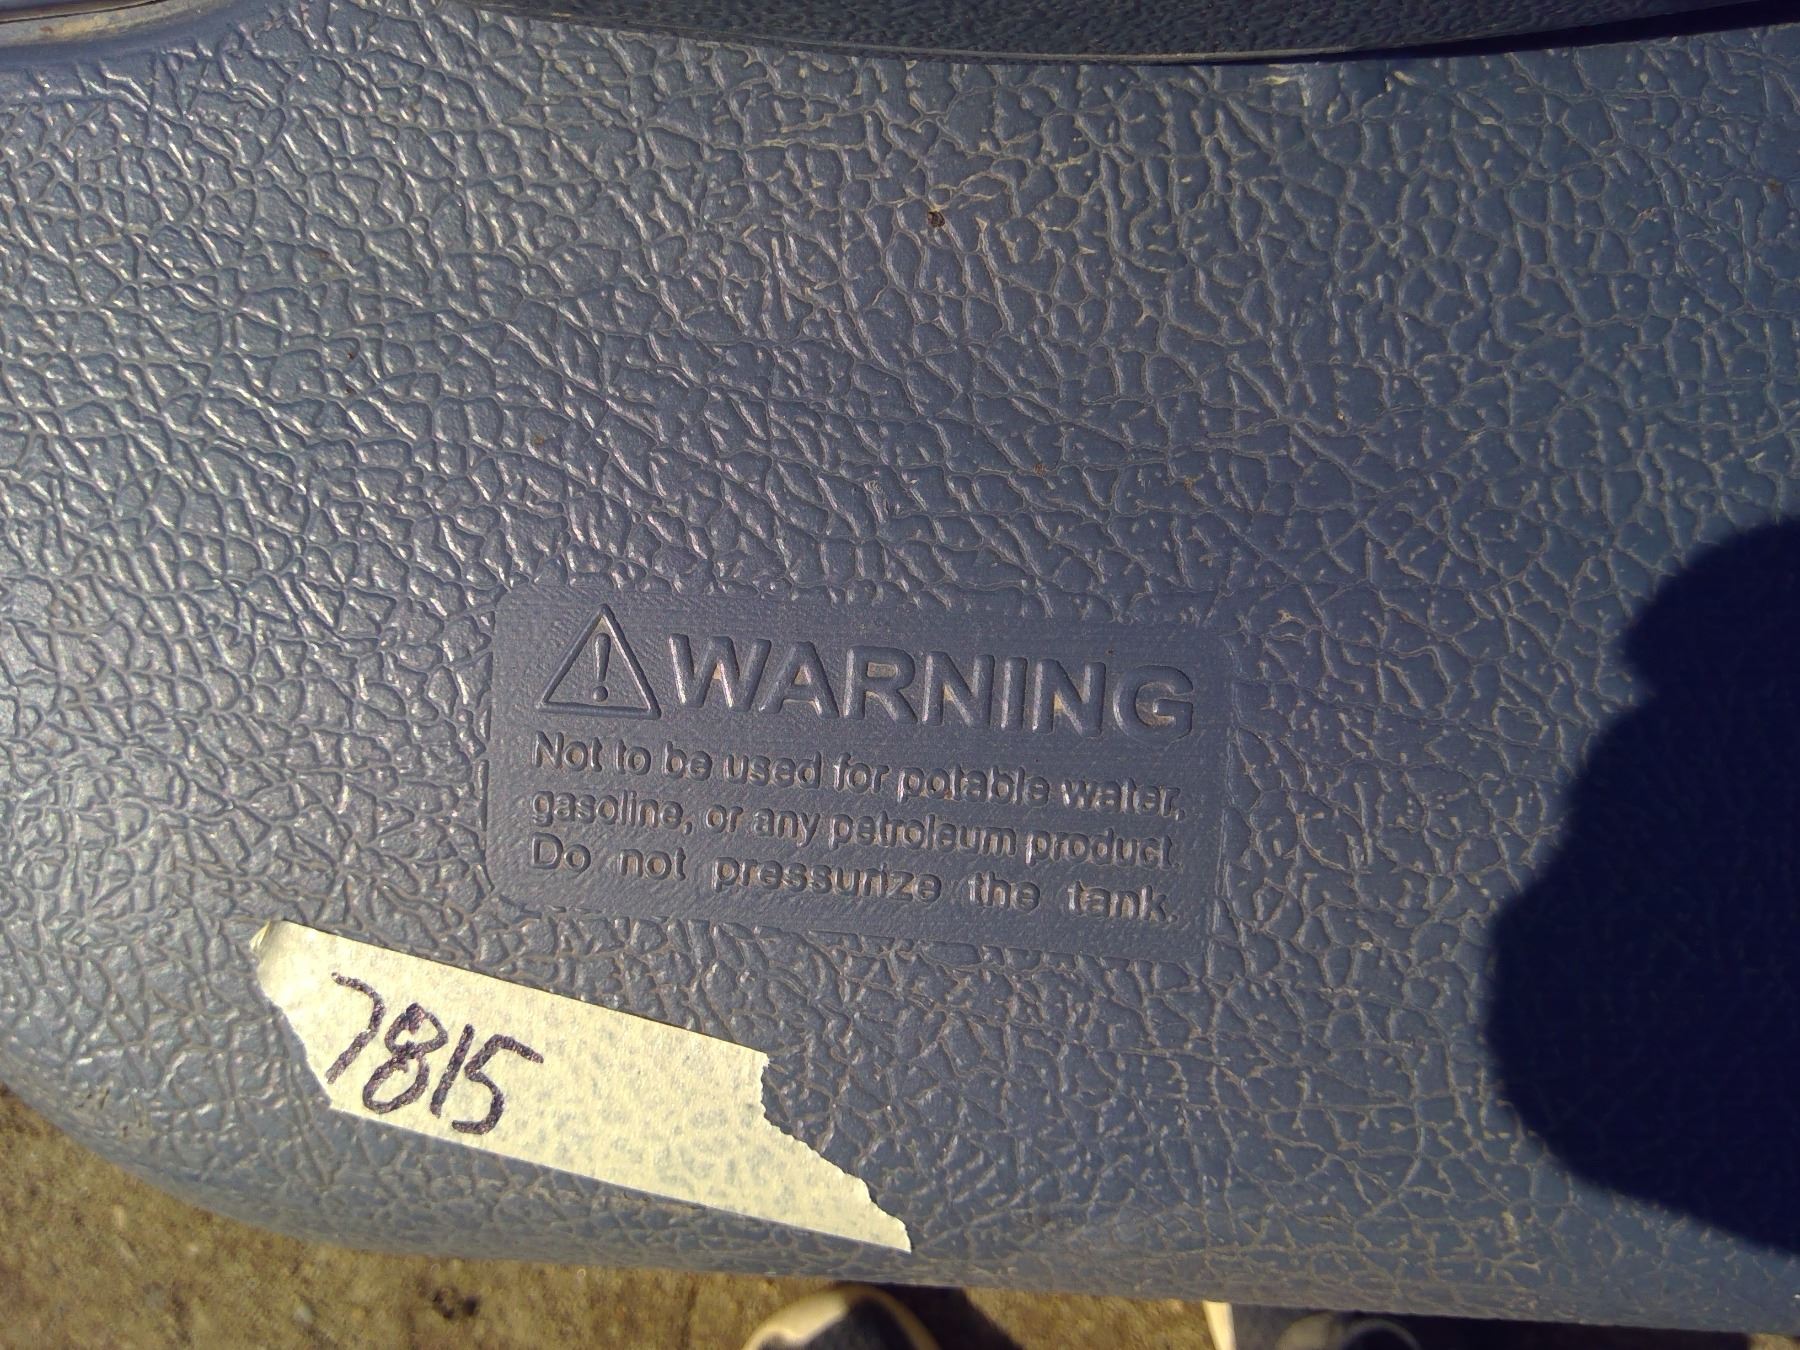 WARNING
Not to be used for potable water,
gasoline, or any petroleum product.
Do not pressurize the tank.
7815